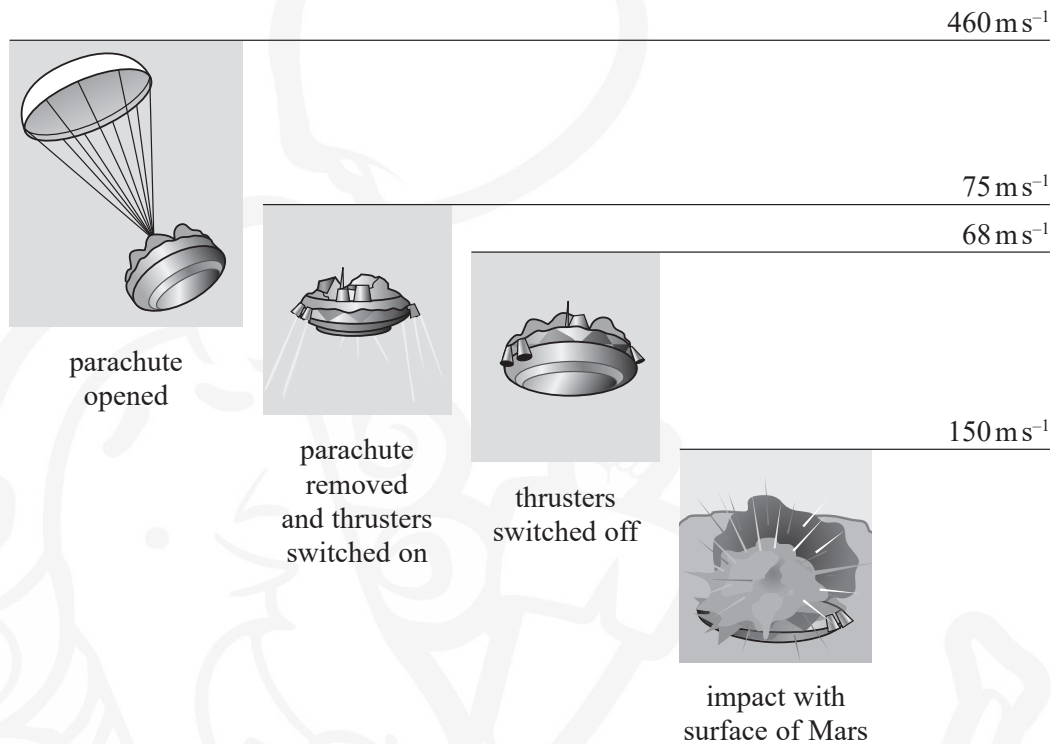 460 m s⁻¹
parachute
opened
75 m s⁻¹
parachute
removed
and thrusters
switched on
68 m s⁻¹
thrusters
switched off
150 m s⁻¹
impact with
surface of Mars